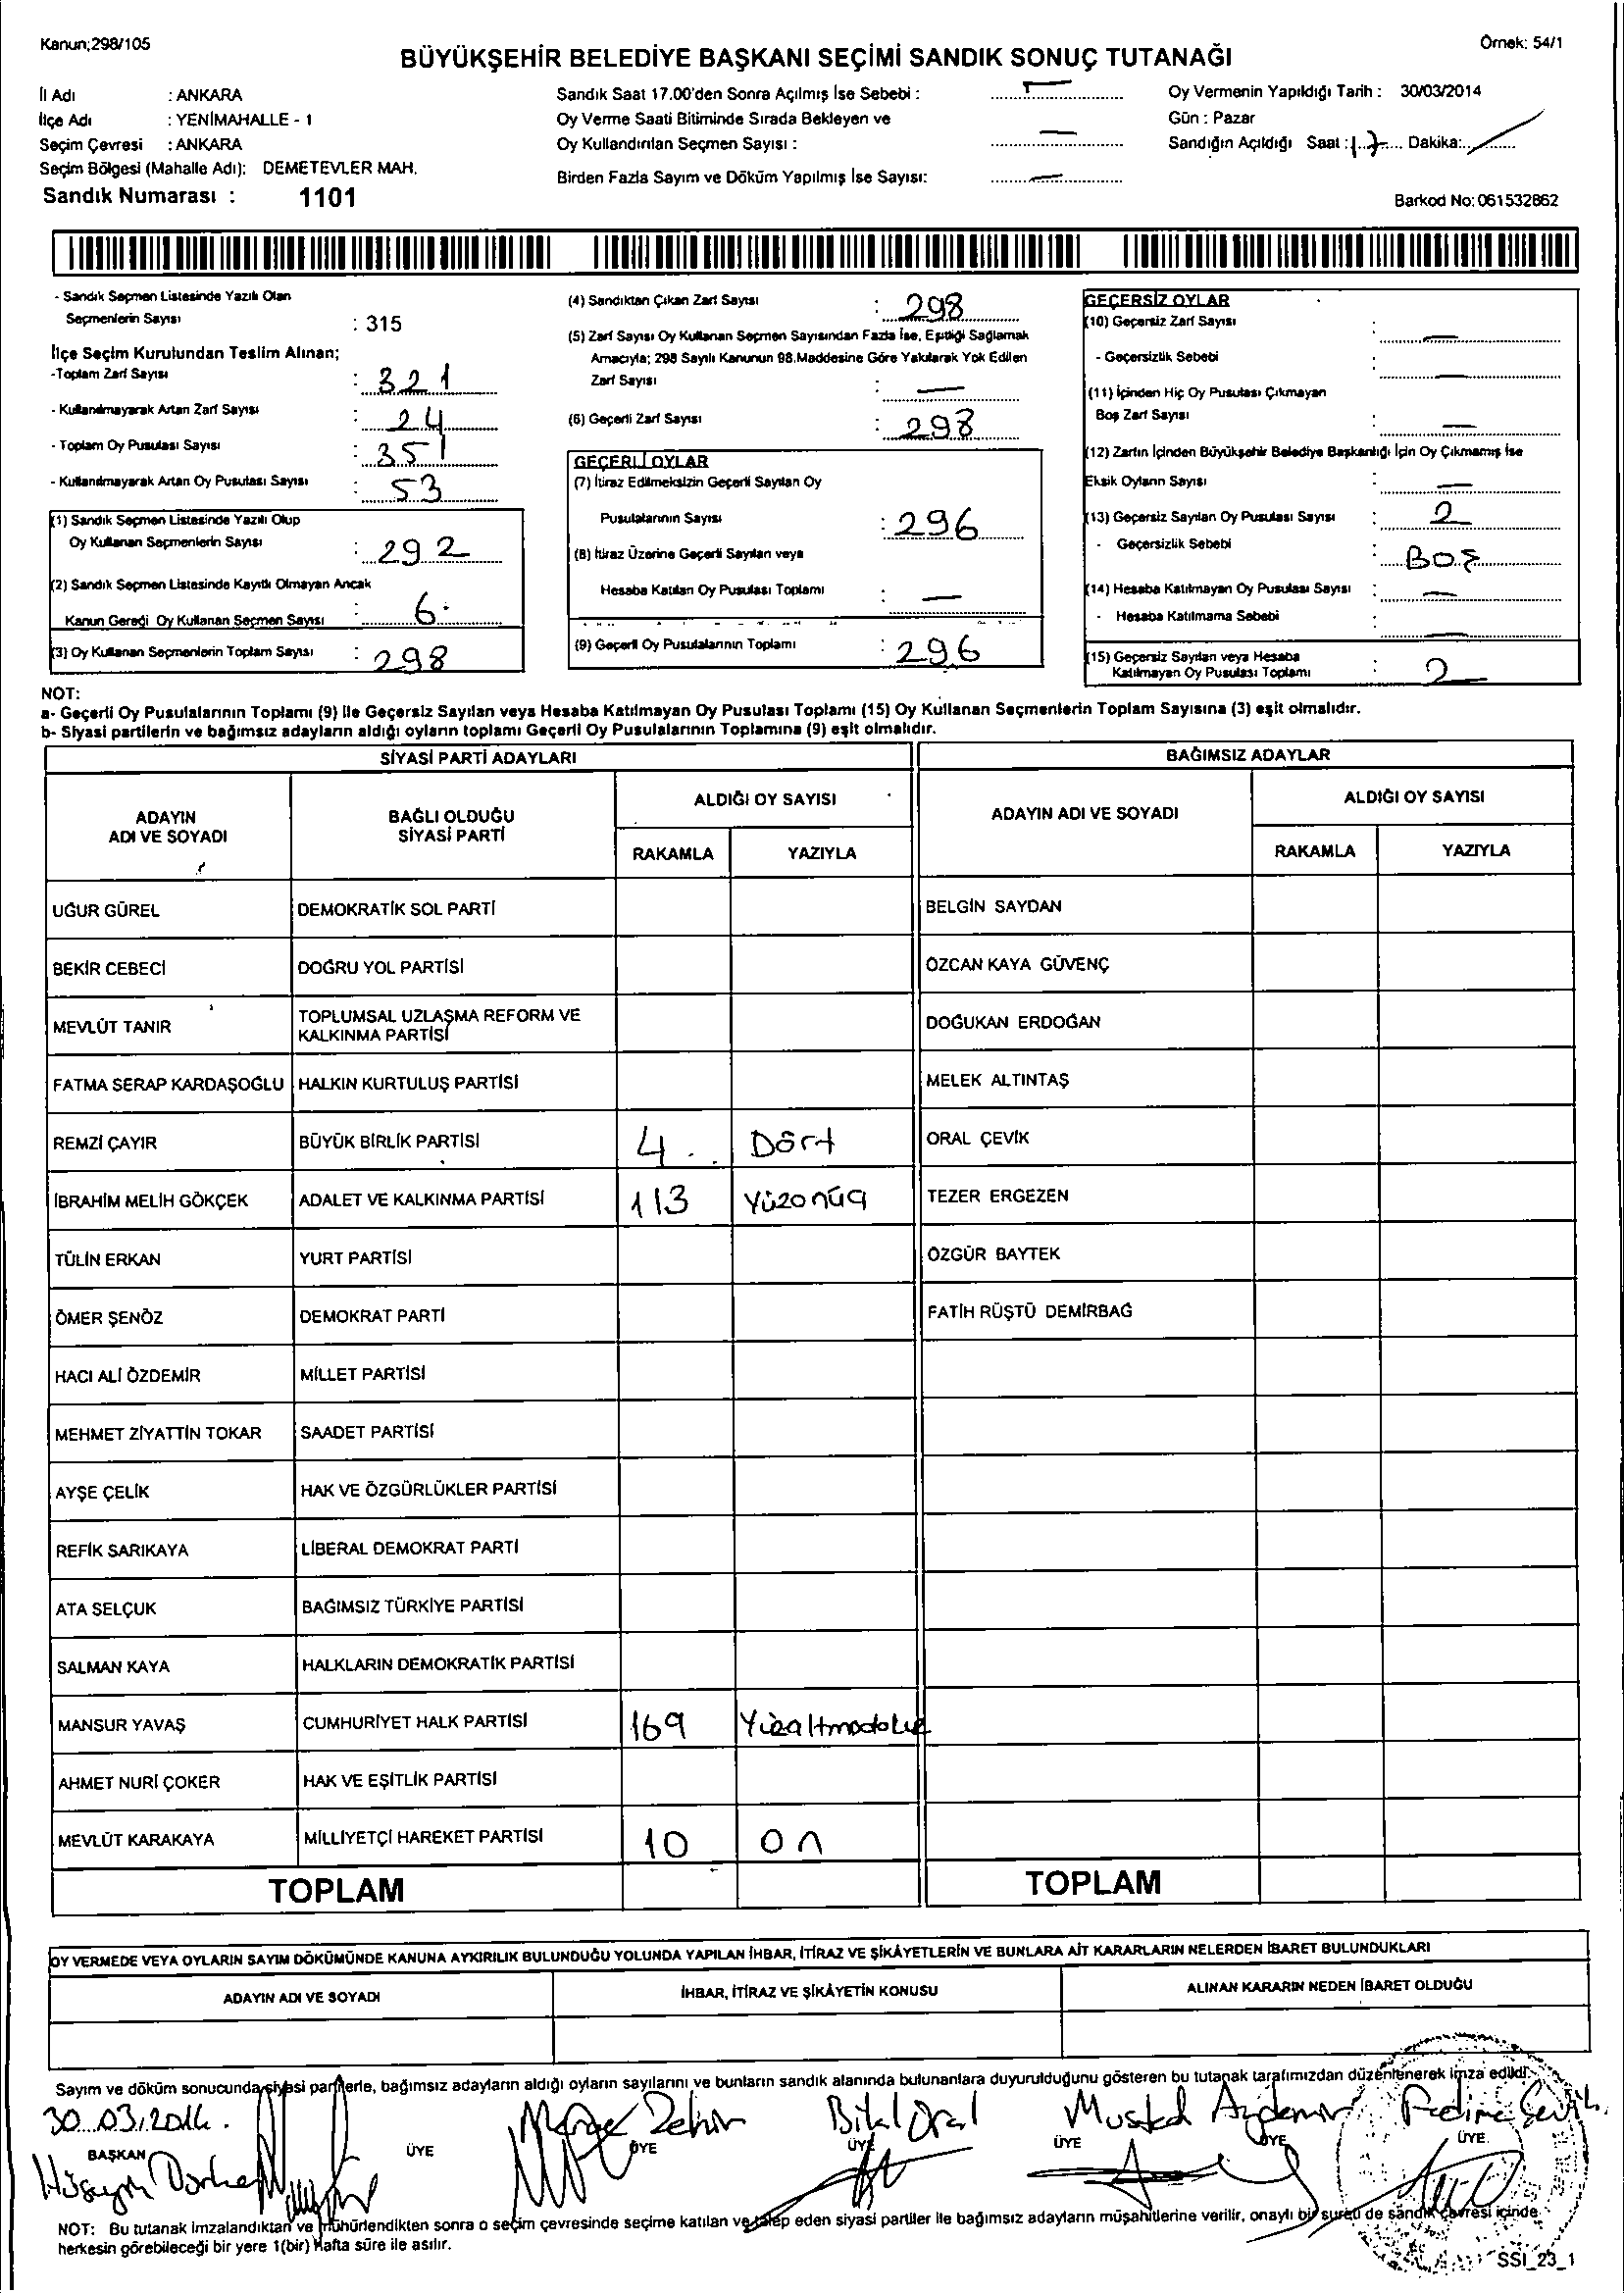 Kanun;298/105
Örnek: 54/1
BÜYÜKŞEHİR BELEDİYE BAŞKANI SEÇİMİ SANDIK SONUÇ TUTANAĞI
İl Adı : ANKARA
İlçe Adı : YENİMAHALLE - 1
Seçim Çevresi : ANKARA
Seçim Bölgesi (Mahalle Adı): DEMETEVLER MAH.
Sandık Numarası : 1101
Sandık Saat 17.00'den Sonra Açılmış İse Sebebi : —
Oy Verme Saati Bitiminde Sırada Bekleyen ve
Oy Kullandırılan Seçmen Sayısı : —
Birden Fazla Sayım ve Döküm Yapılmış İse Sayısı: —
Oy Vermenin Yapıldığı Tarih : 30/03/2014
Gün : Pazar
Sandığın Açıldığı Saat : 17 Dakika: /
Barkod No: 061532862
- Sandık Seçmen Listesinde Yazılı Olan
Seçmenlerin Sayısı : 315
İlçe Seçim Kurulundan Teslim Alınan;
-Toplam Zarf Sayısı : 321
- Kullanılmayarak Artan Zarf Sayısı : 24
- Toplam Oy Pusulası Sayısı : 351
- Kullanılmayarak Artan Oy Pusulası Sayısı : 53
(1) Sandık Seçmen Listesinde Yazılı Olup
Oy Kullanan Seçmenlerin Sayısı : 292
(2) Sandık Seçmen Listesinde Kayıtlı Olmayan Ancak
Kanun Gereği Oy Kullanan Seçmen Sayısı : 6
(3) Oy Kullanan Seçmenlerin Toplam Sayısı : 298
(4) Sandıktan Çıkan Zarf Sayısı : 298
(5) Zarf Sayısı Oy Kullanan Seçmen Sayısından Fazla İse, Eşitliği Sağlamak
Amacıyla; 298 Sayılı Kanunun 98.Maddesine Göre Yakılarak Yok Edilen
Zarf Sayısı : —
(6) Geçerli Zarf Sayısı : 298
GEÇERLİ OYLAR
(7) İtiraz Edilmeksizin Geçerli Sayılan Oy
Pusulalarının Sayısı : 296
(8) İtiraz Üzerine Geçerli Sayılan veya
Hesaba Katılan Oy Pusulası Toplamı : —
(9) Geçerli Oy Pusulalarının Toplamı : 296
GEÇERSİZ OYLAR
(10) Geçersiz Zarf Sayısı : —
- Geçersizlik Sebebi : —
(11) İçinden Hiç Oy Pusulası Çıkmayan
Boş Zarf Sayısı : —
(12) Zarfın İçinden Büyükşehir Belediye Başkanlığı İçin Oy Çıkmamış İse
Eksik Oyların Sayısı : —
(13) Geçersiz Sayılan Oy Pusulası Sayısı : 2
- Geçersizlik Sebebi : BOŞ
(14) Hesaba Katılmayan Oy Pusulası Sayısı : —
- Hesaba Katılmama Sebebi : —
(15) Geçersiz Sayılan veya Hesaba
Katılmayan Oy Pusulası Toplamı : 2
NOT:
a- Geçerli Oy Pusulalarının Toplamı (9) İle Geçersiz Sayılan veya Hesaba Katılmayan Oy Pusulası Toplamı (15) Oy Kullanan Seçmenlerin Toplam Sayısına (3) eşit olmalıdır.
b- Siyasi partilerin ve bağımsız adayların aldığı oyların toplamı Geçerli Oy Pusulalarının Toplamına (9) eşit olmalıdır.
SİYASİ PARTİ ADAYLARI BAĞIMSIZ ADAYLAR
ADAYIN
ADI VE SOYADI
BAĞLI OLDUĞU
SİYASİ PARTİ
ALDIĞI OY SAYISI
RAKAMLA YAZIYLA
ADAYIN ADI VE SOYADI
ALDIĞI OY SAYISI
RAKAMLA YAZIYLA
UĞUR GÜREL DEMOKRATİK SOL PARTİ BELGİN SAYDAN
BEKİR CEBECİ DOĞRU YOL PARTİSİ ÖZCAN KAYA GÜVENÇ
MEVLÜT TANIR TOPLUMSAL UZLAŞMA REFORM VE
KALKINMA PARTİSİ DOĞUKAN ERDOĞAN
FATMA SERAP KARDAŞOĞLU HALKIN KURTULUŞ PARTİSİ MELEK ALTINTAŞ
REMZİ ÇAYIR BÜYÜK BİRLİK PARTİSİ 4 Dört ORAL ÇEVİK
İBRAHİM MELİH GÖKÇEK ADALET VE KALKINMA PARTİSİ 113 Yüzonüç TEZER ERGEZEN
TÜLİN ERKAN YURT PARTİSİ ÖZGÜR BAYTEK
ÖMER ŞENÖZ DEMOKRAT PARTİ FATİH RÜŞTÜ DEMİRBAĞ
HACI ALİ ÖZDEMİR MİLLET PARTİSİ
MEHMET ZİYATTİN TOKAR SAADET PARTİSİ
AYŞE ÇELİK HAK VE ÖZGÜRLÜKLER PARTİSİ
REFİK SARIKAYA LİBERAL DEMOKRAT PARTİ
ATA SELÇUK BAĞIMSIZ TÜRKİYE PARTİSİ
SALMAN KAYA HALKLARIN DEMOKRATİK PARTİSİ
MANSUR YAVAŞ CUMHURİYET HALK PARTİSİ 169
AHMET NURİ ÇOKER HAK VE EŞİTLİK PARTİSİ
MEVLÜT KARAKAYA MİLLİYETÇİ HAREKET PARTİSİ 10 on
TOPLAM TOPLAM
OY VERMEDE VEYA OYLARIN SAYIM DÖKÜMÜNDE KANUNA AYKIRILIK BULUNDUĞU YOLUNDA YAPILAN İHBAR, İTİRAZ VE ŞİKÂYETLERİN VE BUNLARA AİT KARARLARIN NELERDEN İBARET BULUNDUKLARI
ADAYIN ADI VE SOYADI İHBAR, İTİRAZ VE ŞİKÂYETİN KONUSU ALINAN KARARIN NEDEN İBARET OLDUĞU
Sayım ve döküm sonucunda siyasi partilerle, bağımsız adayların aldığı oyların sayılarını ve bunların sandık alanında bulunanlara duyurulduğunu gösteren bu tutanak tarafımızdan düzenlenerek imza edildi.
30.03.2014.
Bilal Oral
BAŞKAN ÜYE ÜYE ÜYE ÜYE ÜYE ÜYE
NOT: Bu tutanak imzalandıktan ve mühürlendikten sonra o seçim çevresinde seçime katılan ve talep eden siyasi partiler ile bağımsız adayların müşahitlerine verilir, onaylı bir sureti de sandık çevresi içinde
herkesin görebileceği bir yere 1(bir) Hafta süre ile asılır.
SSI_23_1